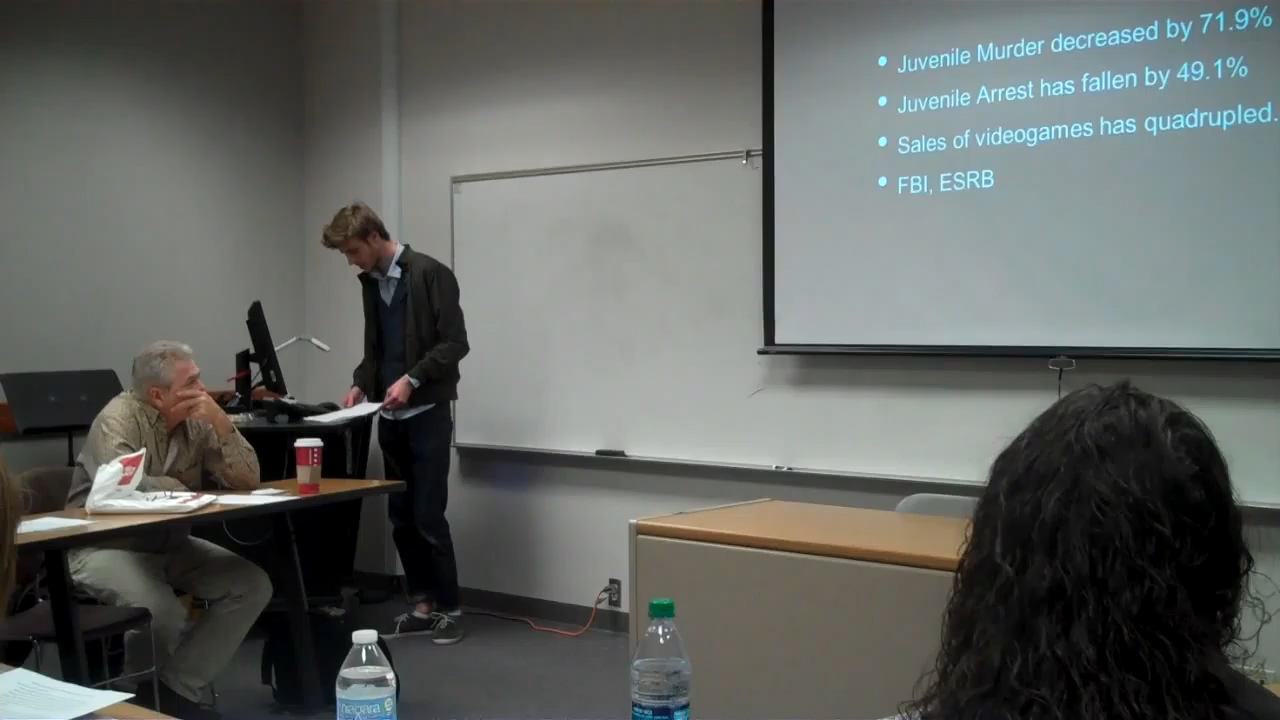 Juvenile Murder decreased by 71.9%
Juvenile Arrest has fallen by 49.1%
Sales of videogames has quadrupled.
FBI, ESRB
niagara